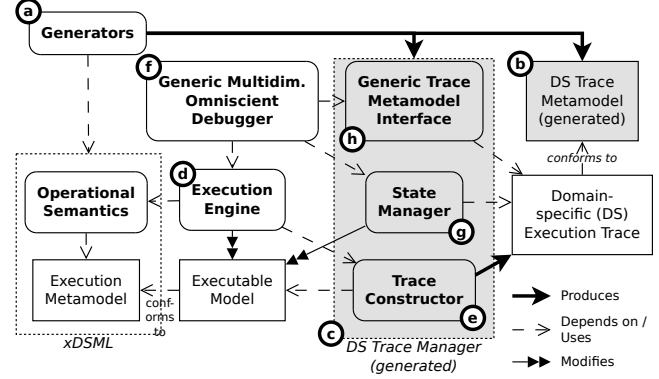 a
Generators
f
Generic Multidim.
Omniscient
Debugger
Generic Trace
Metamodel
Interface
h
b
DS Trace
Metamodel
(generated)
conforms to
Operational
Semantics
d
Execution
Engine
State
Manager
g
Domain-
specific (DS)
Execution Trace
Execution
Metamodel
conf-
orms
to
Executable
Model
Trace
Constructor
e
xDSML
c
DS Trace Manager
(generated)
Produces
Depends on /
Uses
Modifies